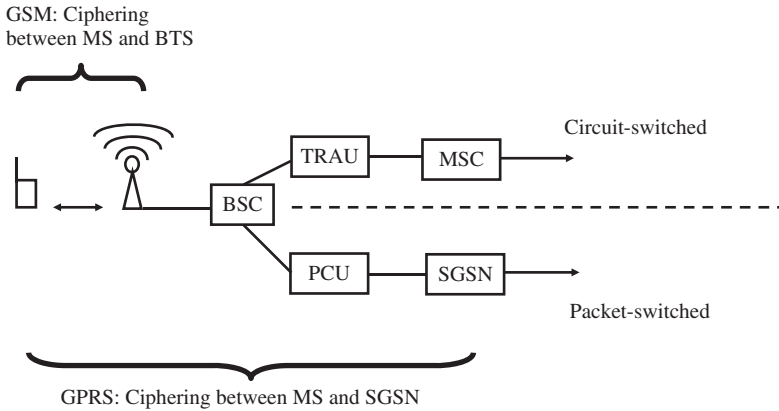 GSM: Ciphering
between MS and BTS
Circuit-switched
TRAU
MSC
BSC
PCU
SGSN
Packet-switched
GPRS: Ciphering between MS and SGSN